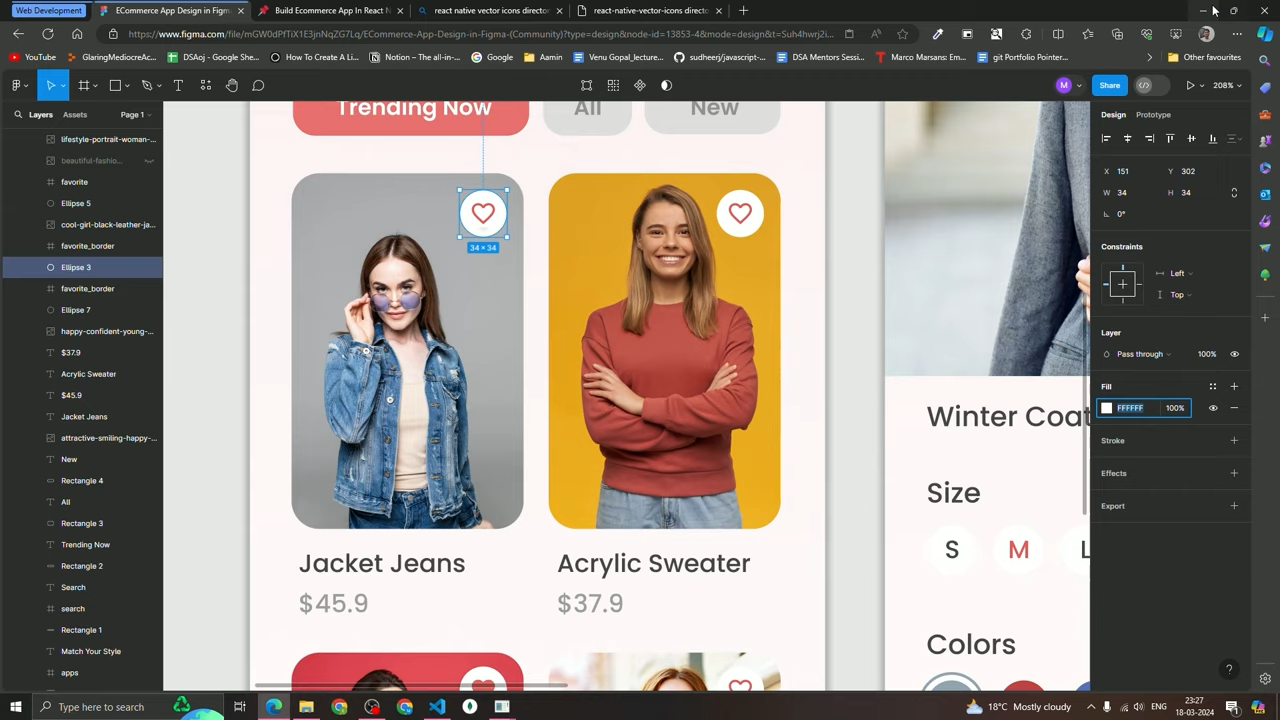 Web Development
ECommerce App Design in Figm
Build Ecommerce App In React N
react native vector icons director
react-native-vector-icons directo
https://www.figma.com/file/mGW0dPfTiX1E3jnNqZG7Lq/ECommerce-App-Design-in-Figma-(Community)?type=design&node-id=13853-4&mode=design&t=Suh4hwrj2i...
YouTube
GlaringMediocreAc...
DSAoj - Google She...
How To Create A Li...
Notion – The all-in-...
Google
Aamin
Venu Gopal_lecture...
sudheerj/javascript-...
DSA Mentors Sessi...
Marco Marsans: Em...
git Portfolio Pointer...
Other favourites
M
Share
208%
Layers
Assets
Page 1
Design
Prototype
lifestyle-portrait-woman-...
beautiful-fashio...
favorite
Ellipse 5
cool-girl-black-leather-ja...
favorite_border
Ellipse 3
favorite_border
Ellipse 7
happy-confident-young-...
$37.9
Acrylic Sweater
$45.9
Jacket Jeans
attractive-smiling-happy-...
New
Rectangle 4
All
Rectangle 3
Trending Now
Rectangle 2
Search
search
Rectangle 1
Match Your Style
apps
Trending Now
All
New
34 × 34
Jacket Jeans
$45.9
Acrylic Sweater
$37.9
Winter Coat
Size
S
M
L
Colors
X 151
Y 302
W 34
H 34
0°
Constraints
Left
Top
Layer
Pass through
100%
Fill
FFFFFF
100%
Stroke
Effects
Export
?
Type here to search
18°C Mostly cloudy
ENG
23:27
18-03-2024